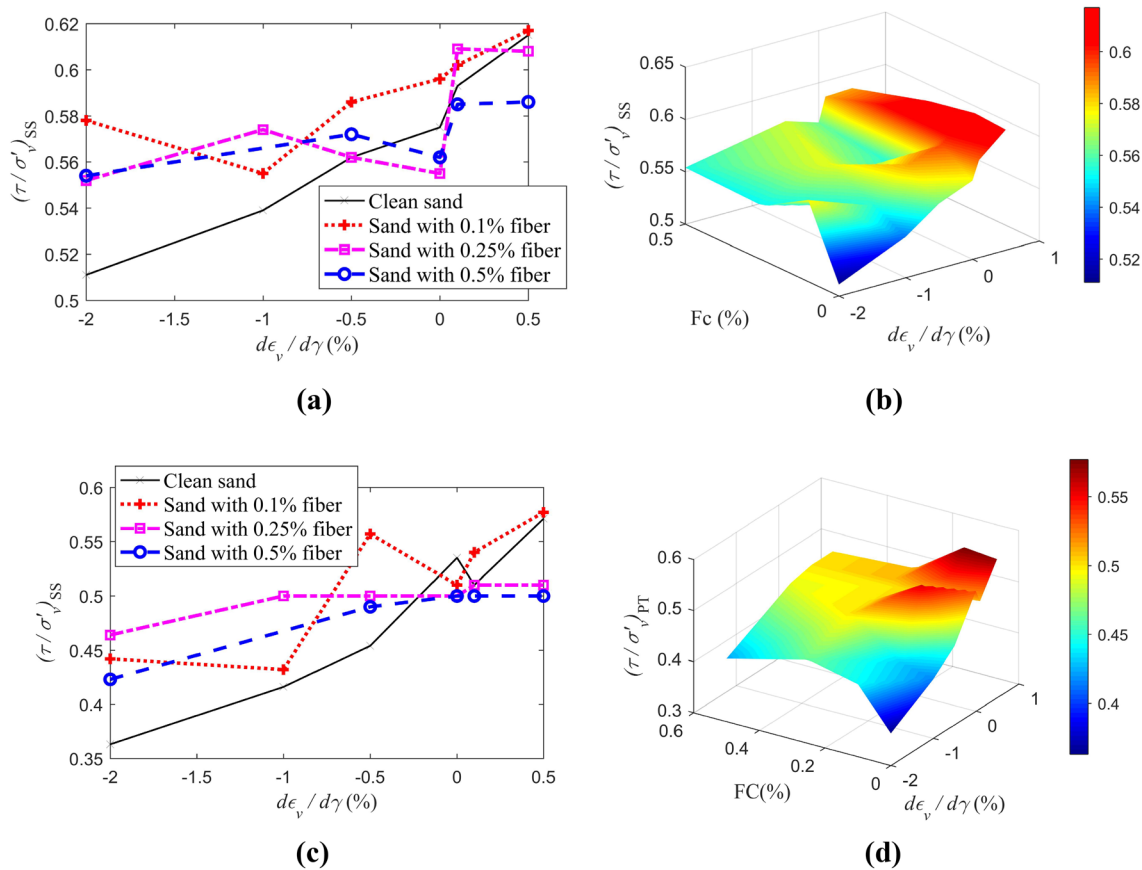 0.62
0.6
0.58
0.56
0.54
0.52
0.5
(τ / σ′v)SS
-2 -1.5 -1 -0.5 0 0.5
dϵv / dγ (%)
Clean sand
Sand with 0.1% fiber
Sand with 0.25% fiber
Sand with 0.5% fiber
(a)
0.65
0.6
0.55
0.5
(τ / σ′v)SS
0.5
0
Fc (%)
-2 -1 0 1
dϵv / dγ (%)
0.6
0.58
0.56
0.54
0.52
(b)
0.6
0.55
0.5
0.45
0.4
0.35
(τ / σ′v)SS
-2 -1.5 -1 -0.5 0 0.5
dϵv / dγ (%)
Clean sand
Sand with 0.1% fiber
Sand with 0.25% fiber
Sand with 0.5% fiber
(c)
0.6
0.5
0.4
0.3
(τ / σ′v)PT
0.6 0.4 0.2 0
FC(%)
-2 -1 0 1
dϵv / dγ (%)
0.55
0.5
0.45
0.4
(d)